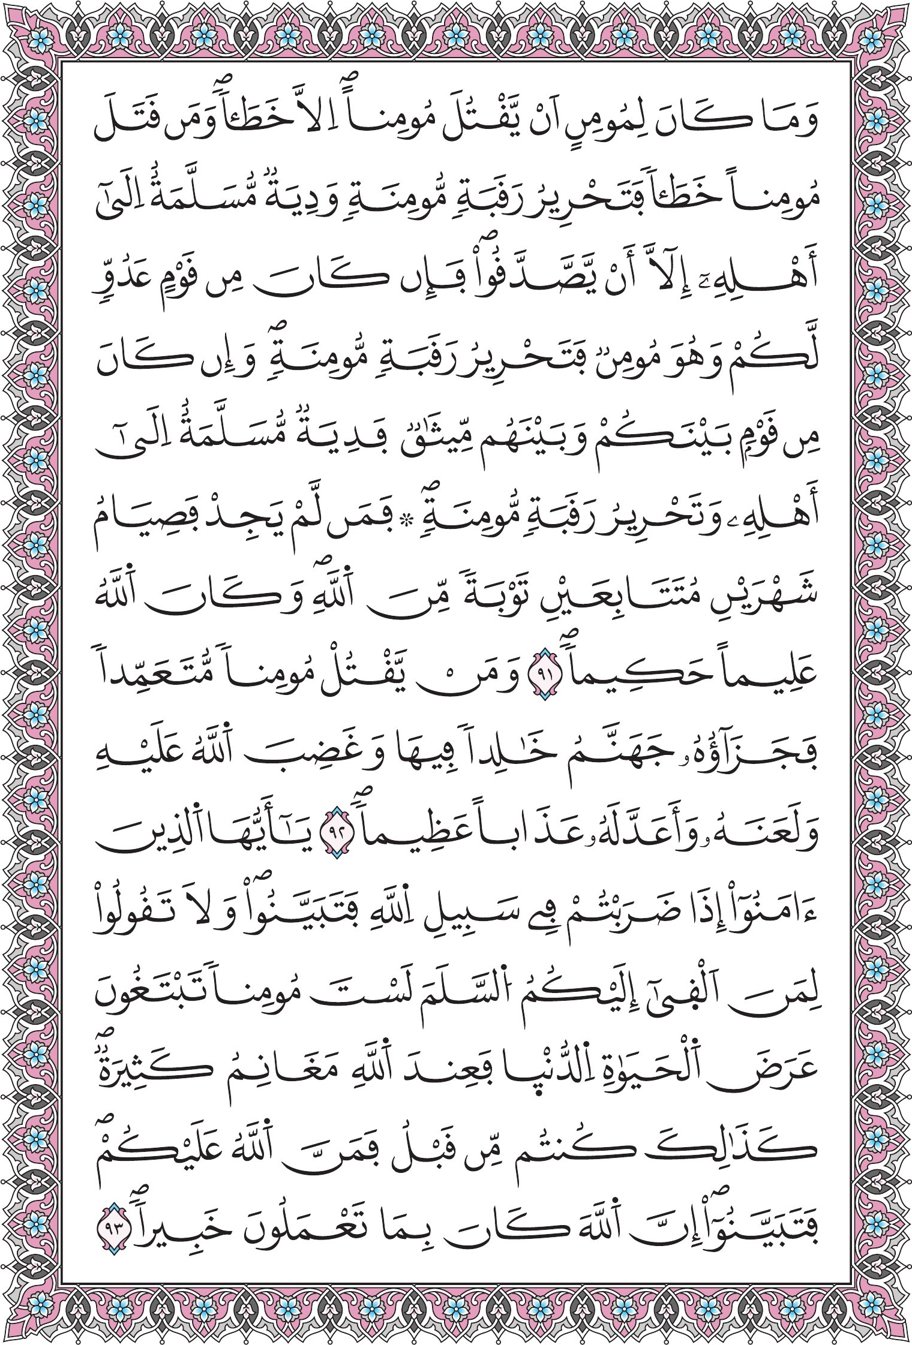 وَمَا كَانَ لِمُومِنٍ اَنْ يَّقْتُلَ مُومِناً اِلاَّ خَطَـٔاًۖ وَمَن قَتَلَ
مُومِناً خَطَـٔاً فَتَحْرِيرُ رَقَبَةٖ مُّومِنَةٖ وَدِيَةٞ مُّسَلَّمَةٌ اِلَىٰٓ
أَهْلِهِۦٓ إِلَّآ أَنْ يَّصَّدَّقُواْۖ فَإِن كَانَ مِن قَوْمٍ عَدُوّٖ
لَّكُمْ وَهُوَ مُومِنٞ فَتَحْرِيرُ رَقَبَةٖ مُّومِنَةٖۖ وَإِن كَانَ
مِن قَوْمِۢ بَيْنَكُمْ وَبَيْنَهُم مِّيثَٰقٞ فَدِيَةٞ مُّسَلَّمَةٌ اِلَىٰٓ
أَهْلِهِۦ وَتَحْرِيرُ رَقَبَةٖ مُّومِنَةٖۖ ۞ فَمَن لَّمْ يَجِدْ فَصِيَامُ
شَهْرَيْنِ مُتَتَابِعَيْنِ تَوْبَةٗ مِّنَ اَ۬للَّهِۖ وَكَانَ اَ۬للَّهُ
عَلِيماً حَكِيماٗۖ ٩١ وَمَنْ يَّقْتُلْ مُومِناٗ مُّتَعَمِّداٗ
فَجَزَآؤُهُۥ جَهَنَّمُ خَٰلِداٗ فِيهَا وَغَضِبَ اَ۬للَّهُ عَلَيْهِ
وَلَعَنَهُۥ وَأَعَدَّ لَهُۥ عَذَاباً عَظِيماٗۖ ٩٢ يَٰٓأَيُّهَا اَ۬لذِينَ
ءَامَنُوٓاْ إِذَا ضَرَبْتُمْ فِے سَبِيلِ اِ۬للَّهِ فَتَبَيَّنُواْۖ وَلَا تَقُولُواْ
لِمَنَ اَلْقَىٰٓ إِلَيْكُمُ اُ۬لسَّلَمَ لَسْتَ مُومِناٗ تَبْتَغُونَ
عَرَضَ اَ۬لْحَيَوٰةِ اِ۬لدُّنْيَا فَعِندَ اَ۬للَّهِ مَغَانِمُ كَثِيرَةٞۖ
كَذَٰلِكَ كُنتُم مِّن قَبْلُ فَمَنَّ اَ۬للَّهُ عَلَيْكُمْۖ
فَتَبَيَّنُوٓاْۖ إِنَّ اَ۬للَّهَ كَانَ بِمَا تَعْمَلُونَ خَبِيراٗۖ ٩٣